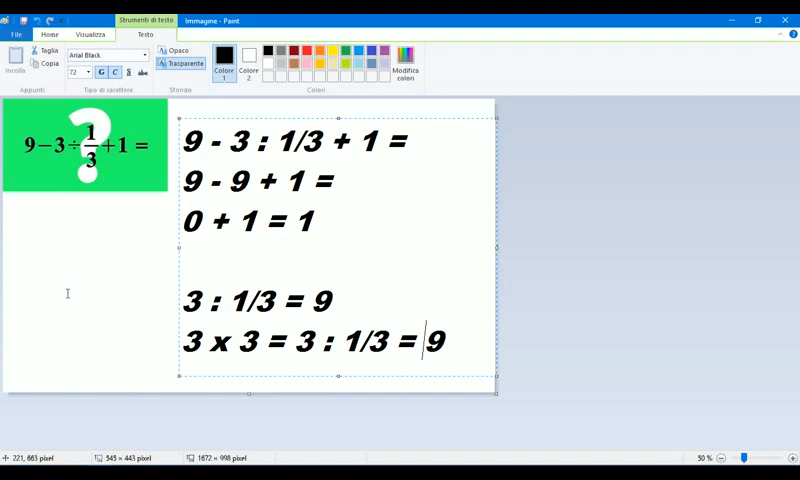 Strumenti di testo
Immagine - Paint
File
Home
Visualizza
Testo
Incolla
Taglia
Copia
Appunti
Arial Black
72
G
C
S
abc
Tipo di carattere
Opaco
Trasparente
Sfondo
Colore 1
Colore 2
Modifica colori
Colori
9−3÷1/3+1 =
?
9 - 3 : 1/3 + 1 =
9 - 9 + 1 =
0 + 1 = 1
3 : 1/3 = 9
3 x 3 = 3 : 1/3 = 9
221, 663 pixel
545 × 443 pixel
1672 × 998 pixel
50 %